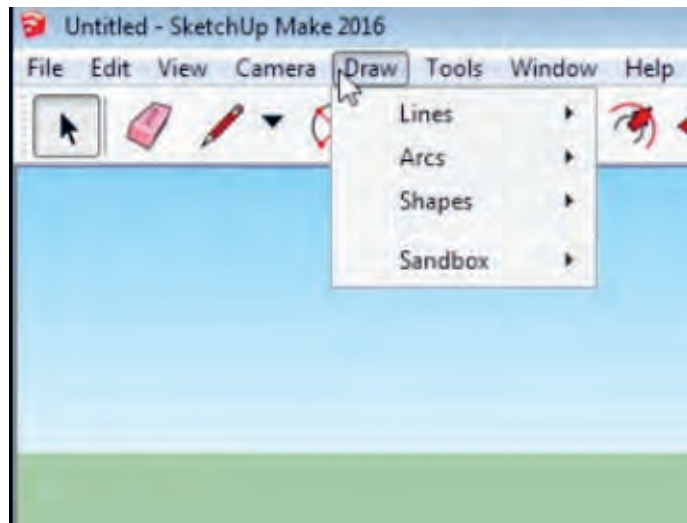 Untitled - SketchUp Make 2016
File Edit View Camera Draw Tools Window Help
Lines
Arcs
Shapes
Sandbox